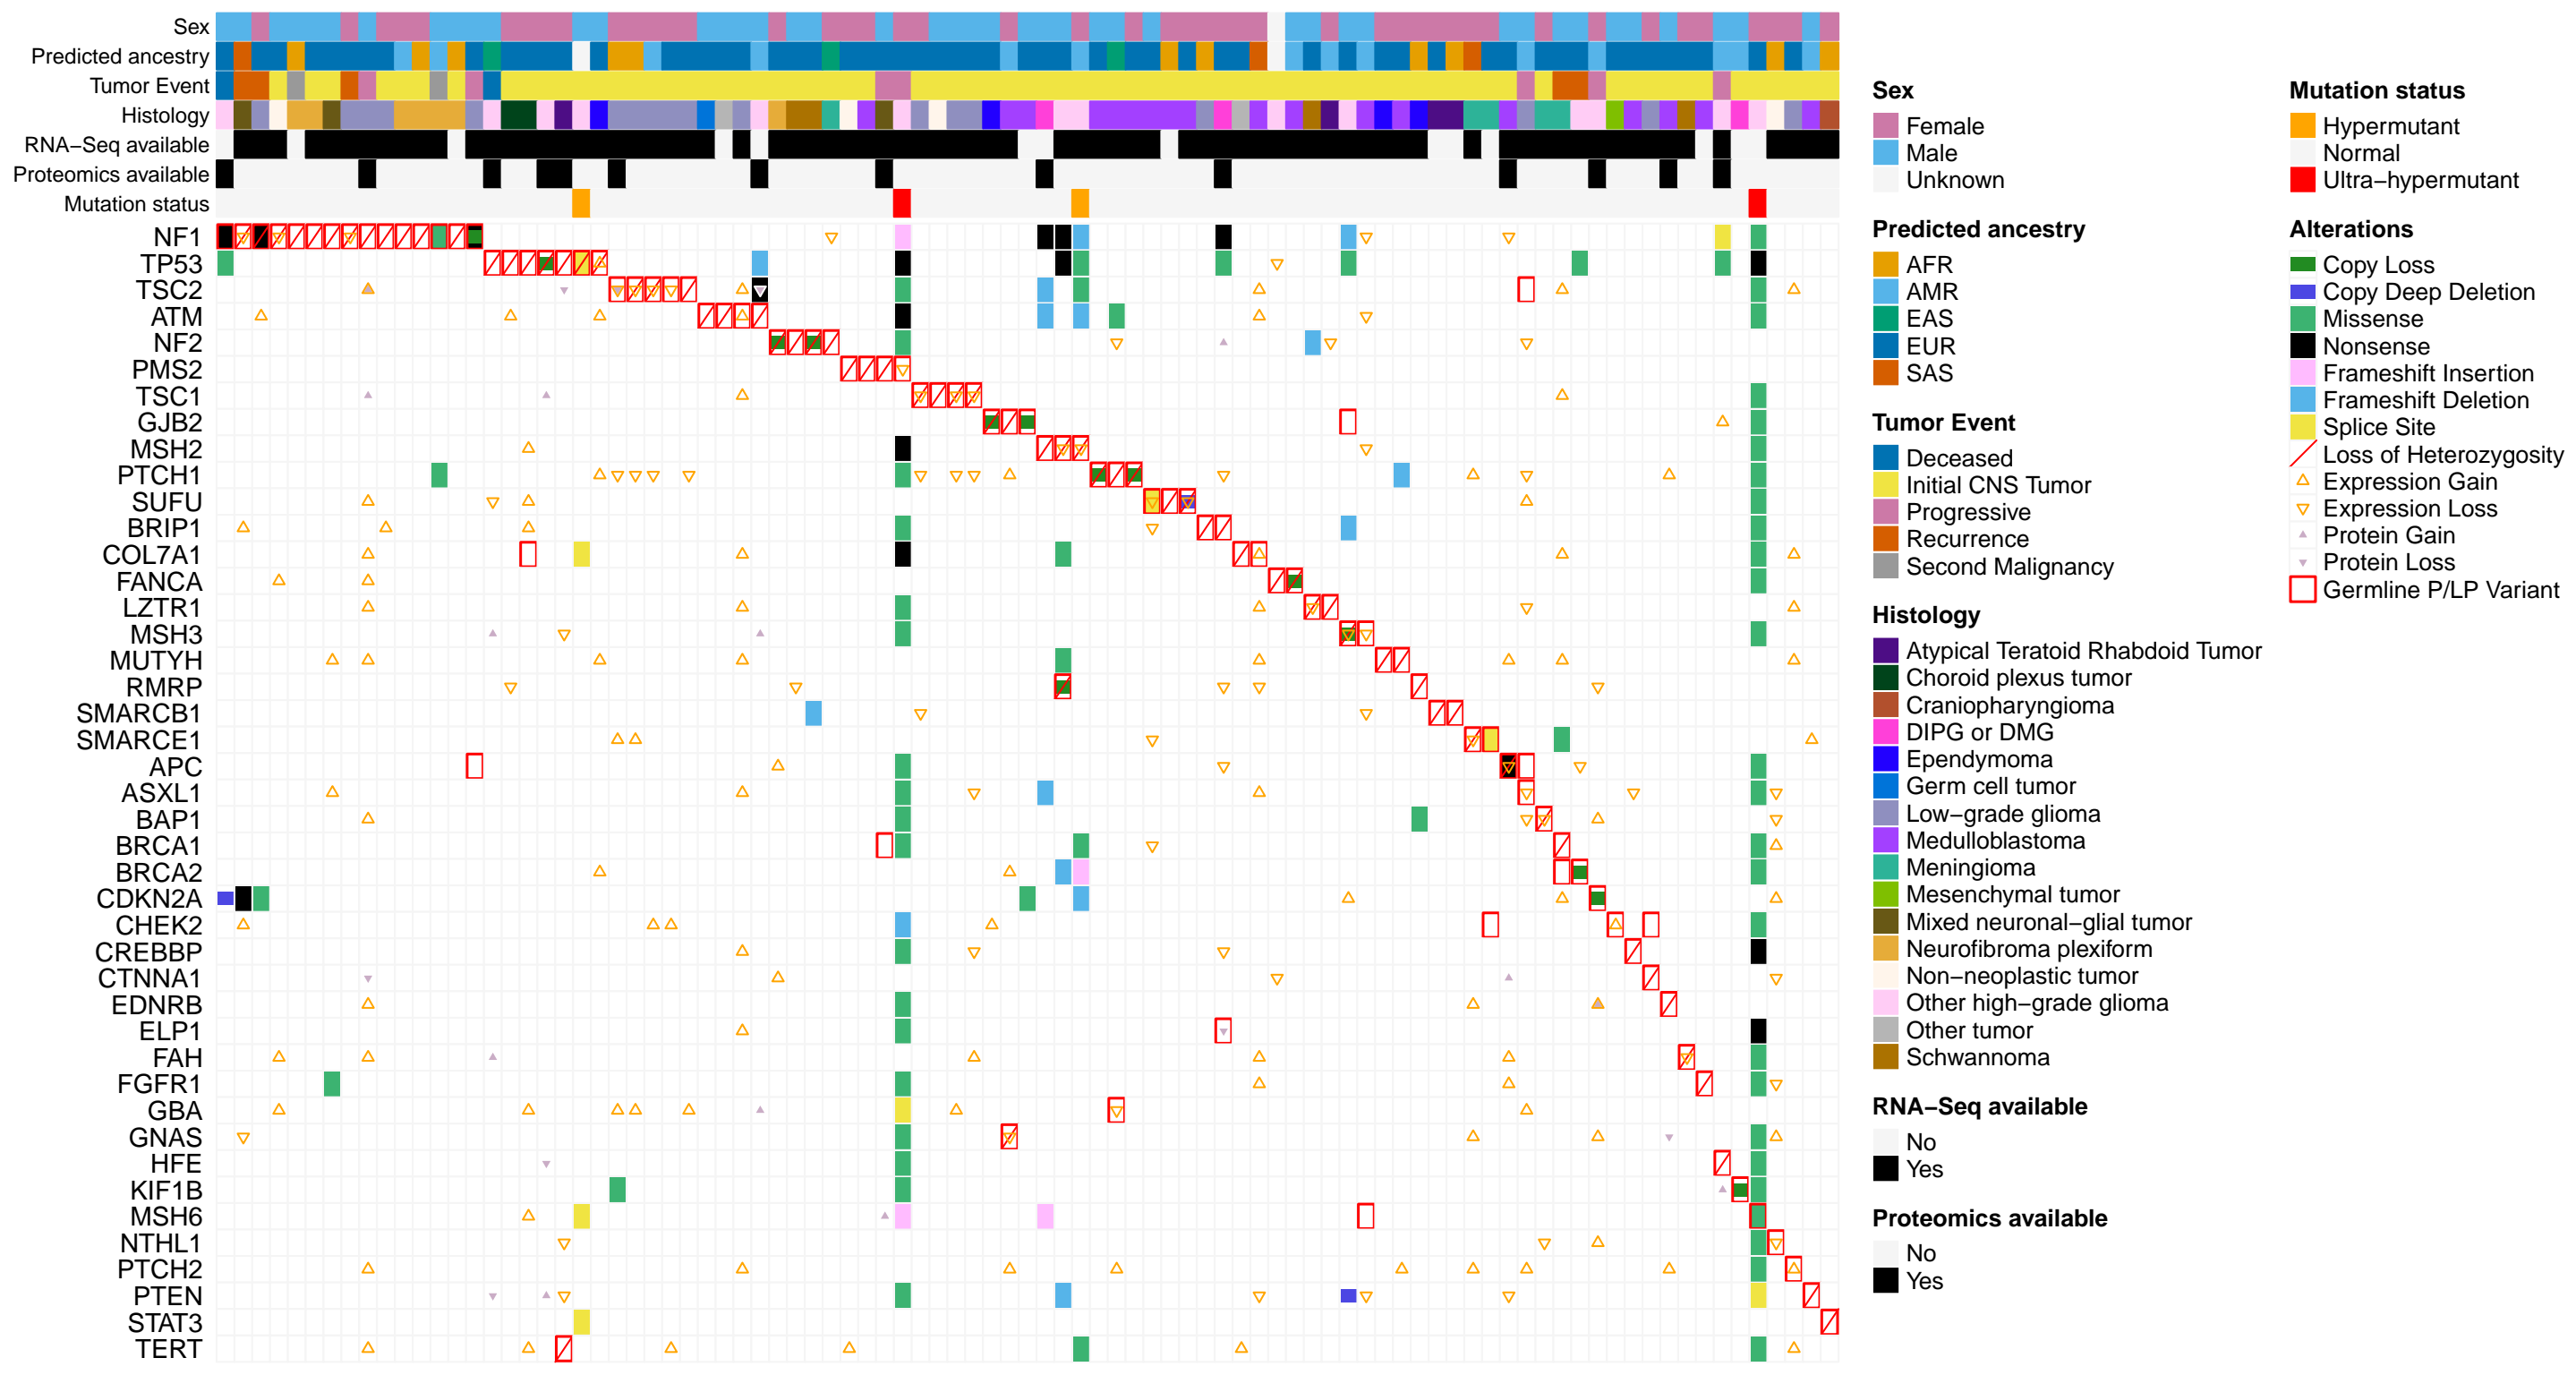 Sex
Predicted ancestry
Tumor Event
Histology
RNA−Seq available
Proteomics available
Mutation status
NF1
TP53
TSC2
ATM
NF2
PMS2
TSC1
GJB2
MSH2
PTCH1
SUFU
BRIP1
COL7A1
FANCA
LZTR1
MSH3
MUTYH
RMRP
SMARCB1
SMARCE1
APC
ASXL1
BAP1
BRCA1
BRCA2
CDKN2A
CHEK2
CREBBP
CTNNA1
EDNRB
ELP1
FAH
FGFR1
GBA
GNAS
HFE
KIF1B
MSH6
NTHL1
PTCH2
PTEN
STAT3
TERT
Sex
Female
Male
Unknown
Predicted ancestry
AFR
AMR
EAS
EUR
SAS
Tumor Event
Deceased
Initial CNS Tumor
Progressive
Recurrence
Second Malignancy
Histology
Atypical Teratoid Rhabdoid Tumor
Choroid plexus tumor
Craniopharyngioma
DIPG or DMG
Ependymoma
Germ cell tumor
Low−grade glioma
Medulloblastoma
Meningioma
Mesenchymal tumor
Mixed neuronal−glial tumor
Neurofibroma plexiform
Non−neoplastic tumor
Other high−grade glioma
Other tumor
Schwannoma
RNA−Seq available
No
Yes
Proteomics available
No
Yes
Mutation status
Hypermutant
Normal
Ultra−hypermutant
Alterations
Copy Loss
Copy Deep Deletion
Missense
Nonsense
Frameshift Insertion
Frameshift Deletion
Splice Site
Loss of Heterozygosity
Expression Gain
Expression Loss
Protein Gain
Protein Loss
Germline P/LP Variant